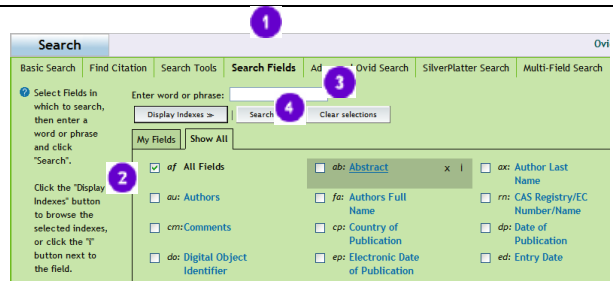 1
Search
Ovi
Basic Search Find Citation Search Tools Search Fields Ovid Search SilverPlatter Search Multi-Field Search
? Select Fields in
which to search,
then enter a
word or phrase
and click
"Search".
Click the "Display
Indexes" button
to browse the
selected indexes,
or click the "i"
button next to
the field.
Enter word or phrase:
3
Display Indexes ≫ Search 4 Clear selections
My Fields Show All
2
af All Fields ab: Abstract x i ax: Author Last
Name
au: Authors fa: Authors Full
Name
rn: CAS Registry/EC
Number/Name
cm: Comments cp: Country of
Publication
dp: Date of
Publication
do: Digital Object
Identifier
ep: Electronic Date
of Publication
ed: Entry Date